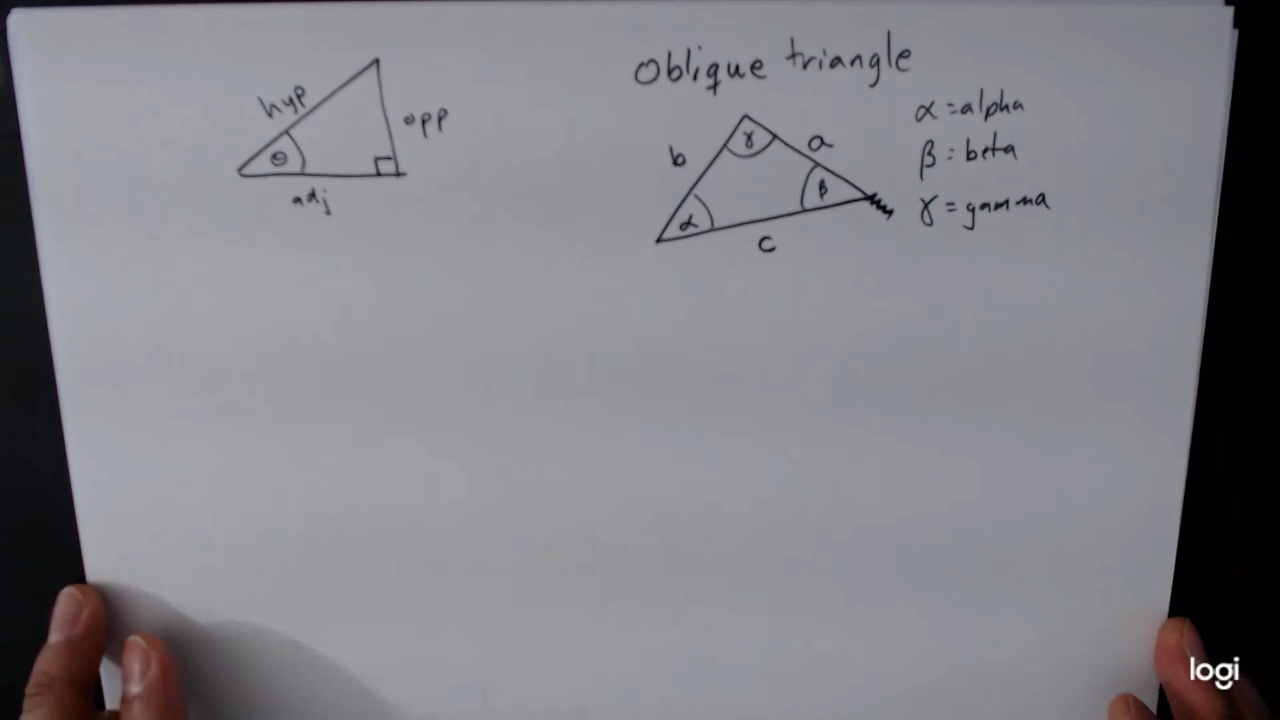 hyp
opp
θ
adj
Oblique triangle
α = alpha
β = beta
γ = gamma
b
γ
a
α
β
c
logi